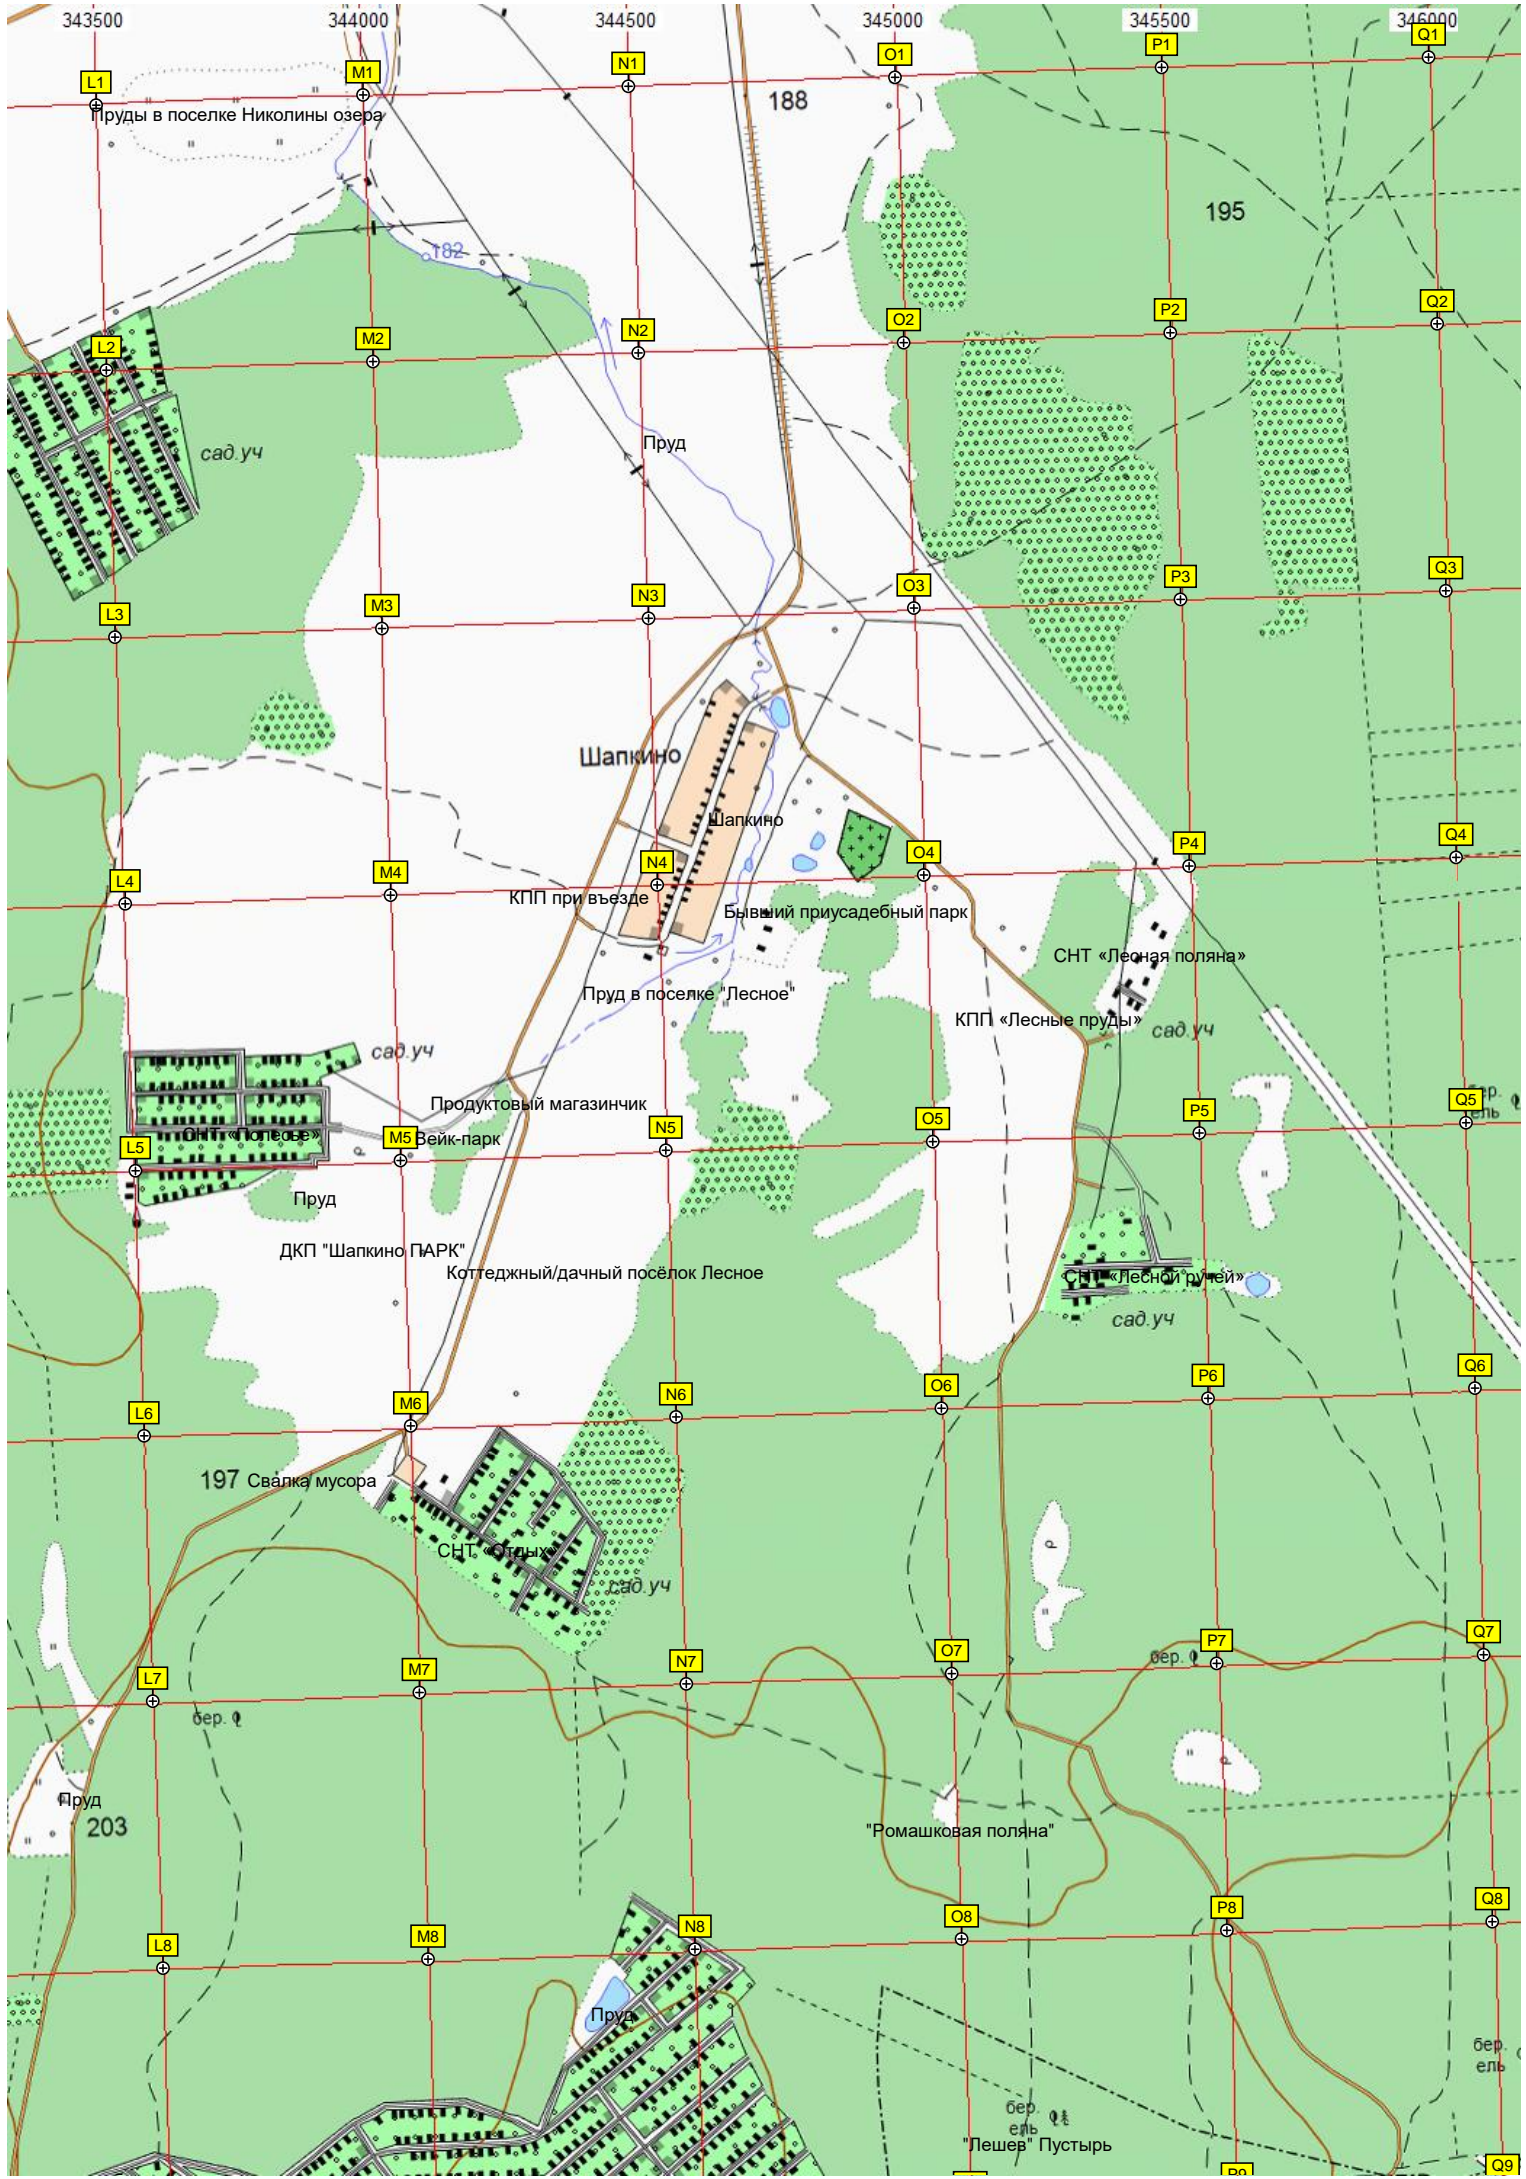 343500 344000 344500 345000 345500 346000
L1 M1 N1 O1 P1 Q1
188
Пруды в поселке Николины озера
195
182
L2 M2 N2 O2 P2 Q2
сад.уч
Пруд
L3 M3 N3 O3 P3 Q3
Шапкино
Шапкино
L4 M4 N4 O4 P4 Q4
КПП при въезде
Бывший приусадебный парк
СНТ «Лесная поляна»
Пруд в поселке "Лесное"
КПП «Лесные пруды»
сад.уч
сад.уч
бер.
ель
Продуктовый магазинчик
СНТ «Полесье»
Вейк-парк
L5 M5 N5 O5 P5 Q5
Пруд
ДКП "Шапкино ПАРК"
Коттеджный/дачный посёлок Лесное
СНТ «Лесной ручей»
сад.уч
L6 M6 N6 O6 P6 Q6
197
Свалка мусора
СНТ «Отдых»
сад.уч
L7 M7 N7 O7 P7 Q7
бер.
бер.
Пруд
203
"Ромашковая поляна"
L8 M8 N8 O8 P8 Q8
Пруд
бер.
ель
бер.
ель
"Лешев" Пустырь
P9 Q9